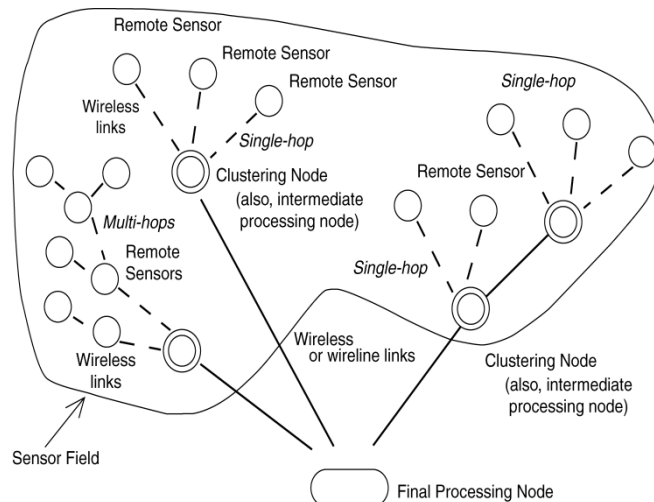 Remote Sensor
Remote Sensor
Remote Sensor
Single-hop
Wireless
links
Single-hop
Clustering Node
(also, intermediate
processing node)
Remote Sensor
Multi-hops
Remote
Sensors
Single-hop
Wireless
or wireline links
Wireless
links
Clustering Node
(also, intermediate
processing node)
Sensor Field
Final Processing Node